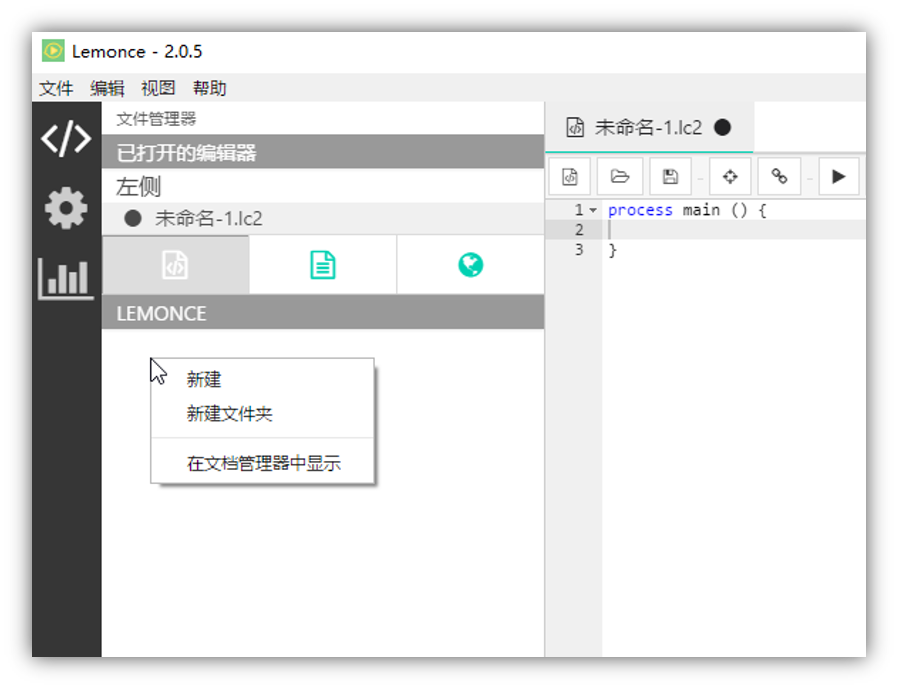 Lemonce - 2.0.5
文件 编辑 视图 帮助
文件管理器
已打开的编辑器
左侧
未命名-1.lc2
LEMONCE
新建
新建文件夹
在文档管理器中显示
未命名-1.lc2
1 process main () {
2
3 }